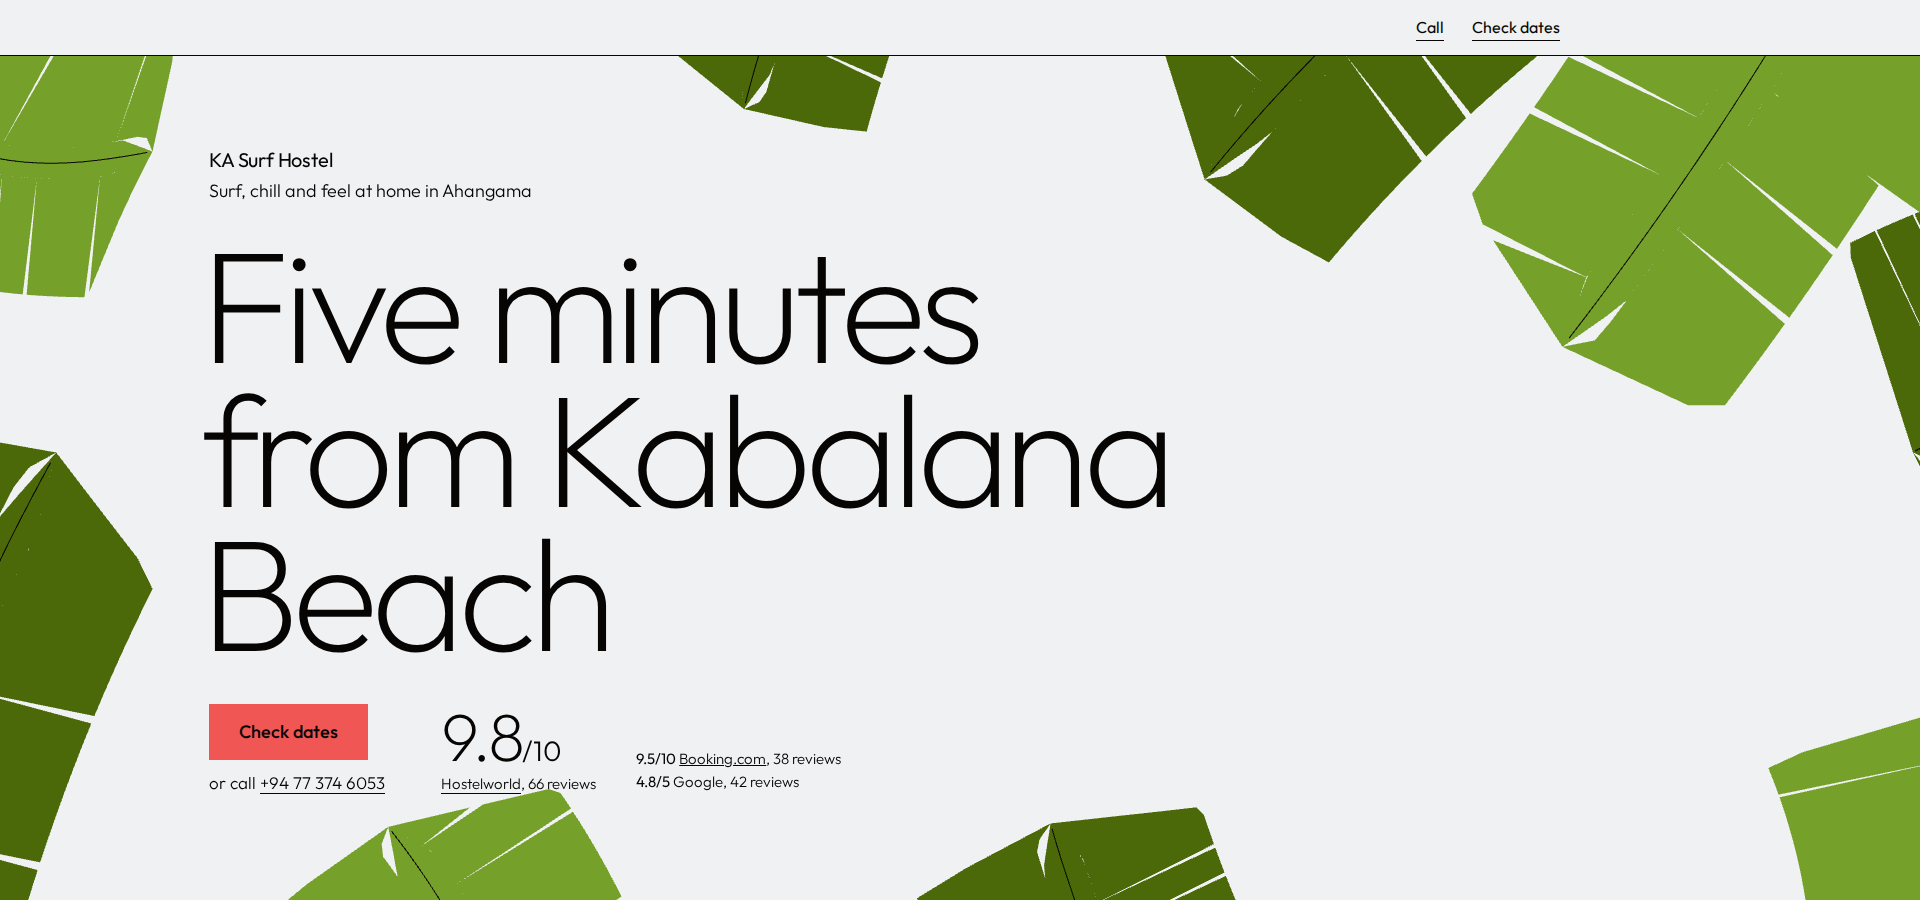 Call Check dates
KA Surf Hostel
Surf, chill and feel at home in Ahangama
Five minutes
from Kabalana
Beach
Check dates
or call +94 77 374 6053
9.8/10
Hostelworld, 66 reviews
9.5/10 Booking.com, 38 reviews
4.8/5 Google, 42 reviews